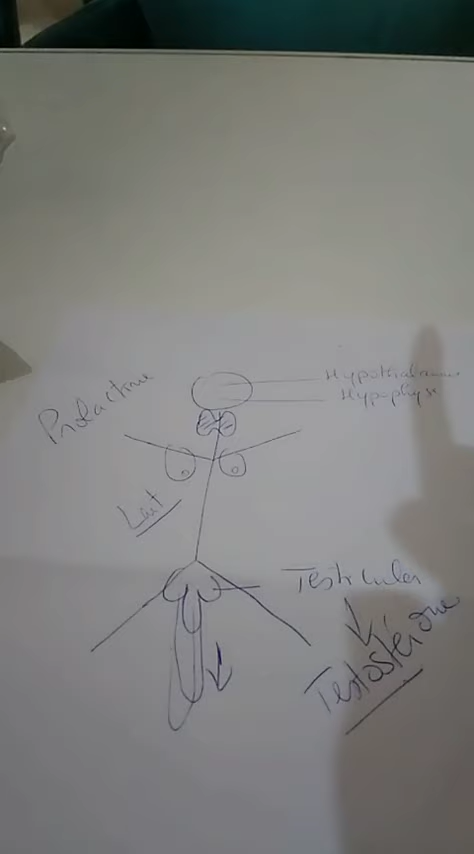 Prolactine
Hypothalamus
Hypophyse
Lait
Testicules
Testostérone